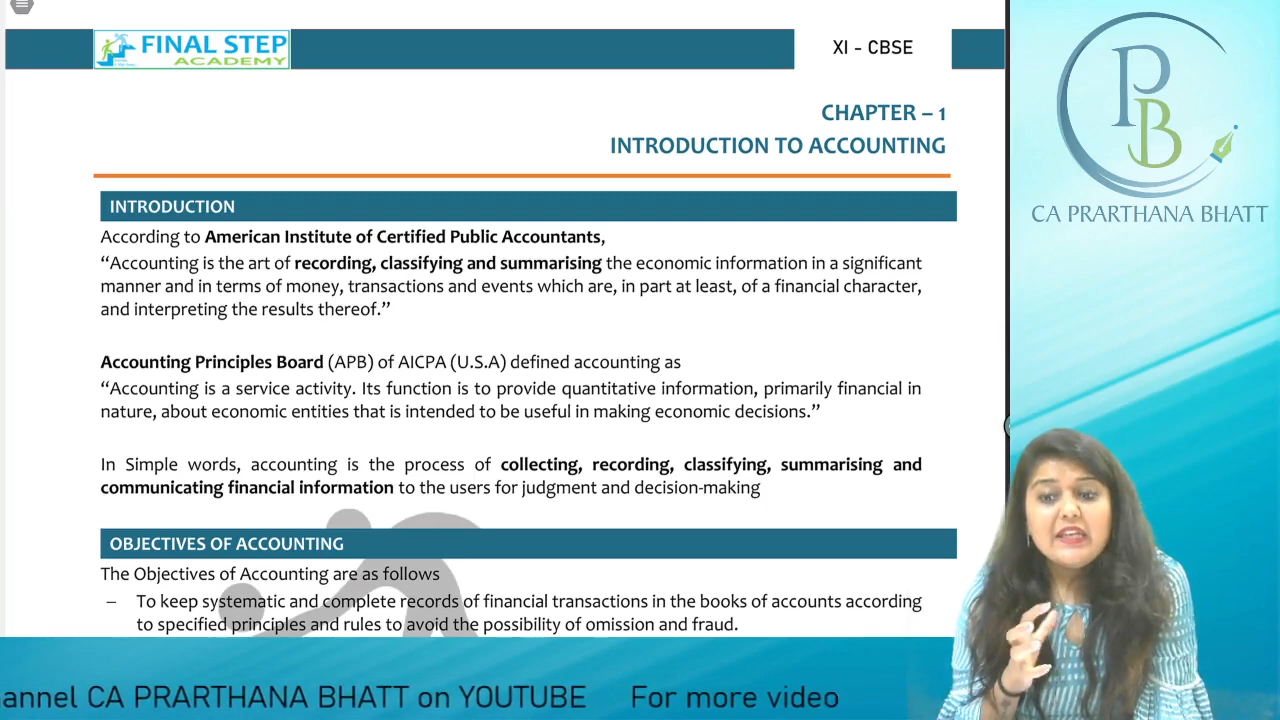 FINAL STEP
ACADEMY
XI - CBSE
CHAPTER – 1
INTRODUCTION TO ACCOUNTING
INTRODUCTION
According to American Institute of Certified Public Accountants,
“Accounting is the art of recording, classifying and summarising the economic information in a significant
manner and in terms of money, transactions and events which are, in part at least, of a financial character,
and interpreting the results thereof.”
Accounting Principles Board (APB) of AICPA (U.S.A) defined accounting as
“Accounting is a service activity. Its function is to provide quantitative information, primarily financial in
nature, about economic entities that is intended to be useful in making economic decisions.”
In Simple words, accounting is the process of collecting, recording, classifying, summarising and
communicating financial information to the users for judgment and decision-making
OBJECTIVES OF ACCOUNTING
The Objectives of Accounting are as follows
– To keep systematic and complete records of financial transactions in the books of accounts according
to specified principles and rules to avoid the possibility of omission and fraud.
PB
CA PRARTHANA BHATT
hannel CA PRARTHANA BHATT on YOUTUBE For more video